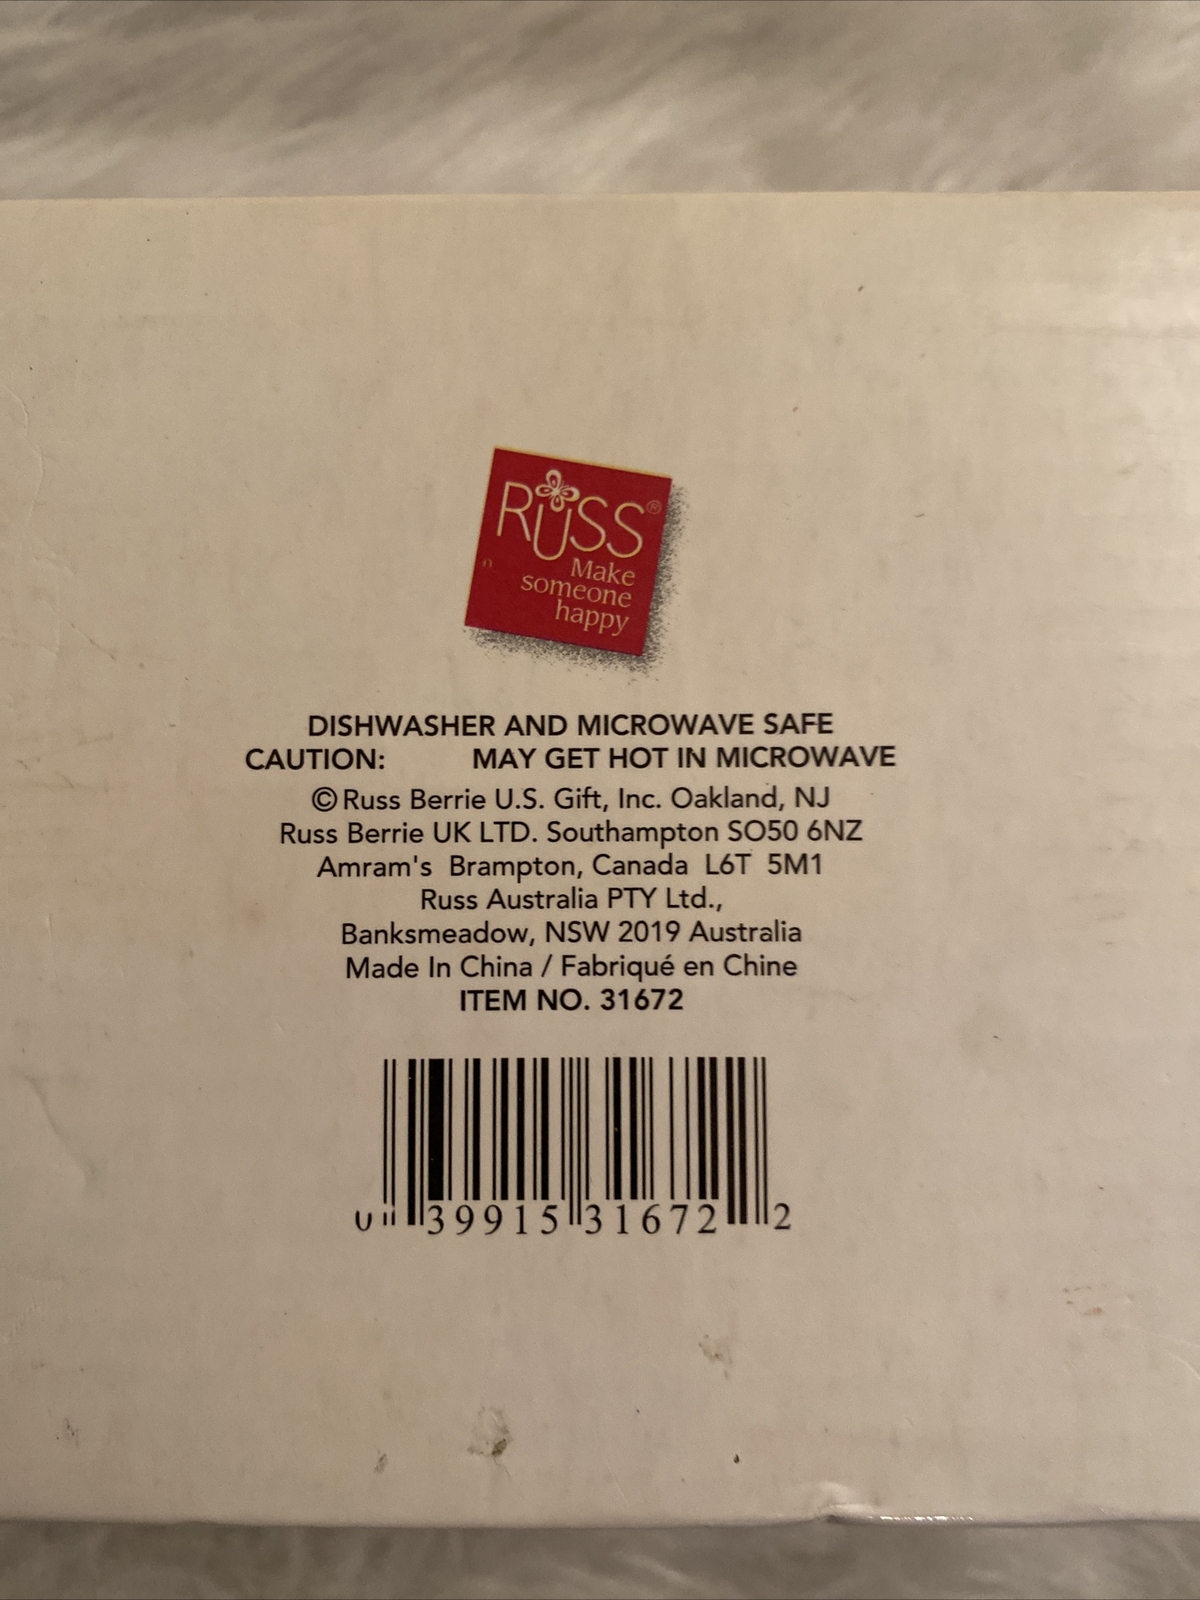 RUSS®
Make
someone
happy
DISHWASHER AND MICROWAVE SAFE
CAUTION: MAY GET HOT IN MICROWAVE
© Russ Berrie U.S. Gift, Inc. Oakland, NJ
Russ Berrie UK LTD. Southampton SO50 6NZ
Amram's Brampton, Canada L6T 5M1
Russ Australia PTY Ltd.,
Banksmeadow, NSW 2019 Australia
Made In China / Fabriqué en Chine
ITEM NO. 31672
0 39915 31672 2